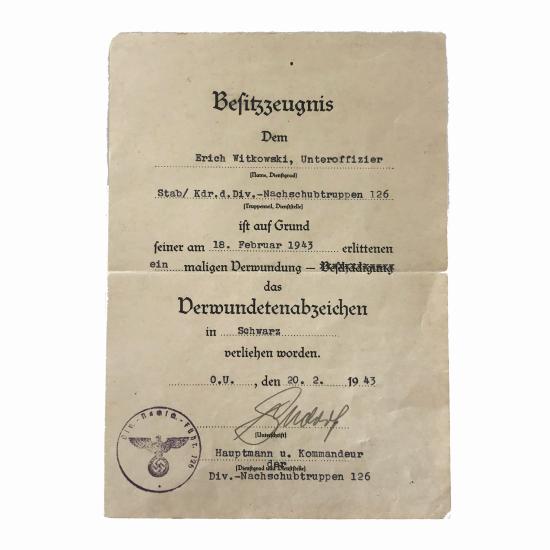 Besitzzeugnis
Dem
Erich Witkowski, Unteroffizier
(Name, Dienstgrad)
Stab/ Kdr.d.Div.-Nachschubtruppen 126
(Truppenteil, Dienststelle)
ist auf Grund
seiner am 18. Februar 1943 erlittenen
ein maligen Verwundung – Beschädigung
das
Verwundetenabzeichen
in Schwarz
verliehen worden.
O.U. , den 20. 2. 1943
(Unterschrift)
Hauptmann u. Kommandeur
der
(Dienstgrad und Dienststelle)
Div.-Nachschubtruppen 126
126